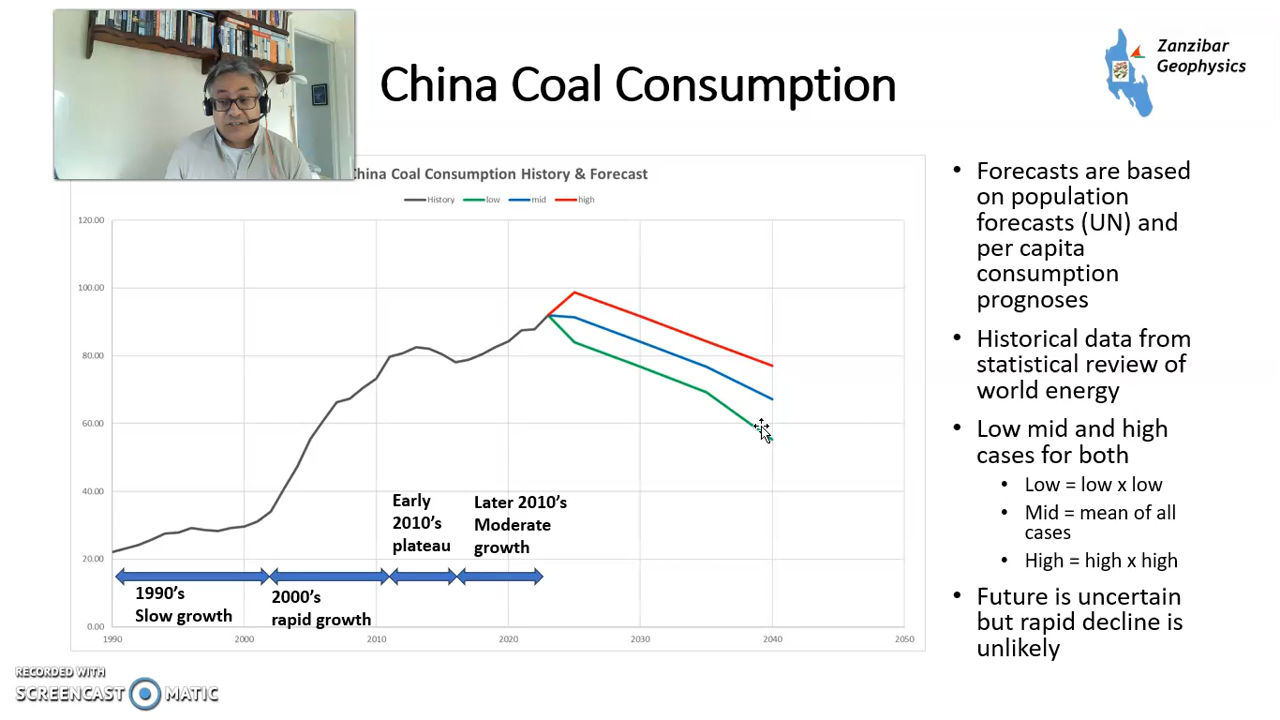 China Coal Consumption
Zanzibar
Geophysics
China Coal Consumption History & Forecast
History low mid high
120.00
100.00
80.00
60.00
40.00
20.00
0.00
1990 2000 2010 2020 2030 2040 2050
1990's
Slow growth
2000's
rapid growth
Early
2010's
plateau
Later 2010's
Moderate
growth
• Forecasts are based
on population
forecasts (UN) and
per capita
consumption
prognoses
• Historical data from
statistical review of
world energy
• Low mid and high
cases for both
• Low = low x low
• Mid = mean of all
cases
• High = high x high
• Future is uncertain
but rapid decline is
unlikely
RECORDED WITH
SCREENCAST MATIC